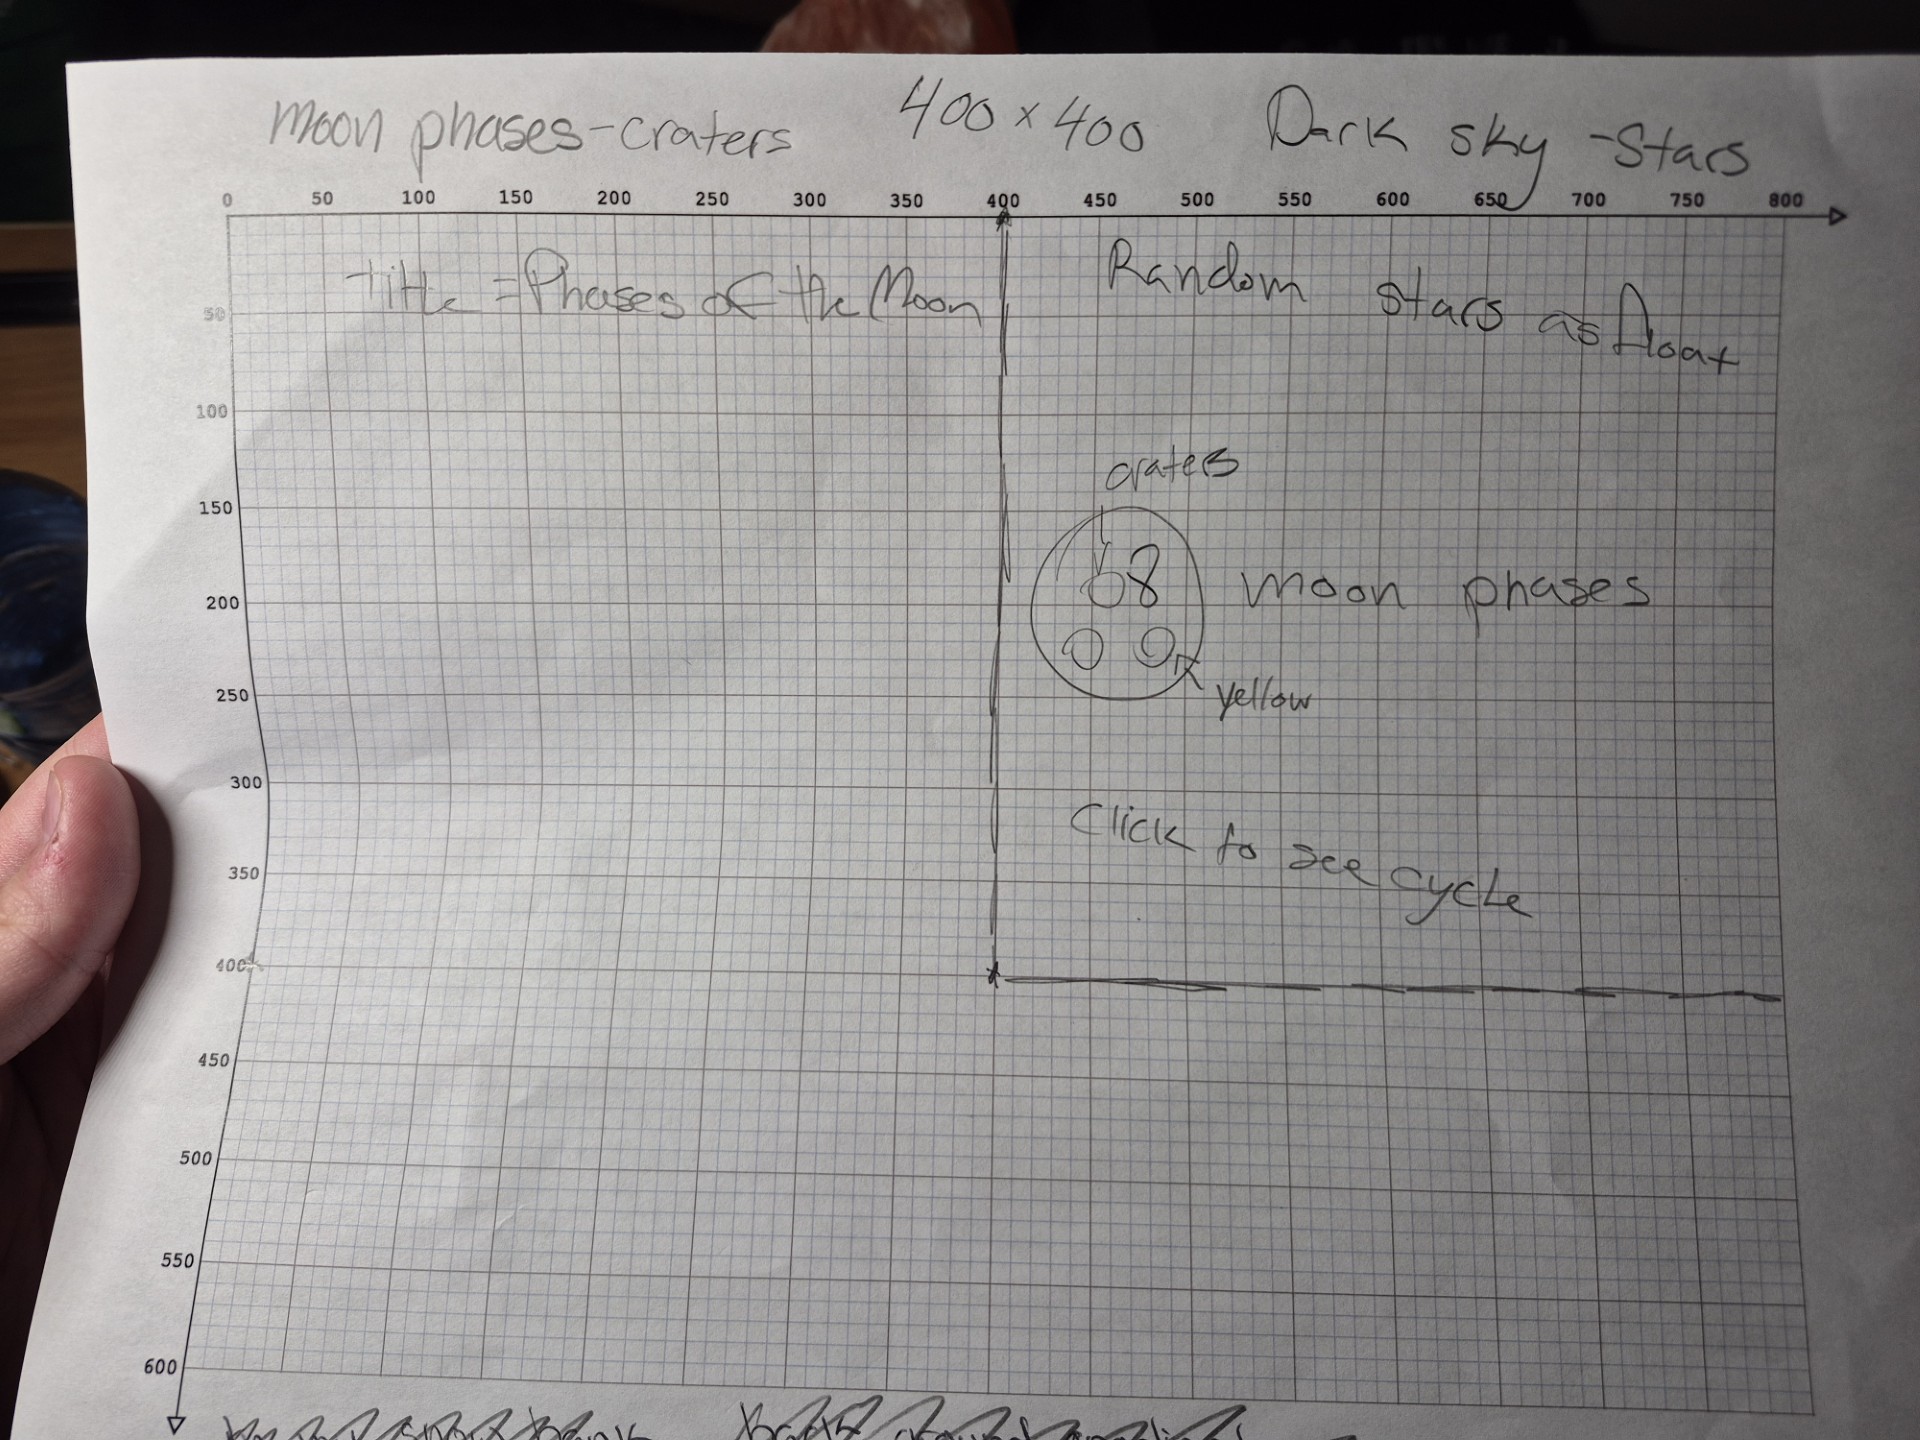 Moon phases-craters 400 x 400 Dark sky -Stars
0 50 100 150 200 250 300 350 400 450 500 550 600 650 700 750 800
title = Phases of the Moon
Random stars as float
50
100
craters
150
8 moon phases
200
yellow
250
300
Click to see cycle
350
400
450
500
550
600